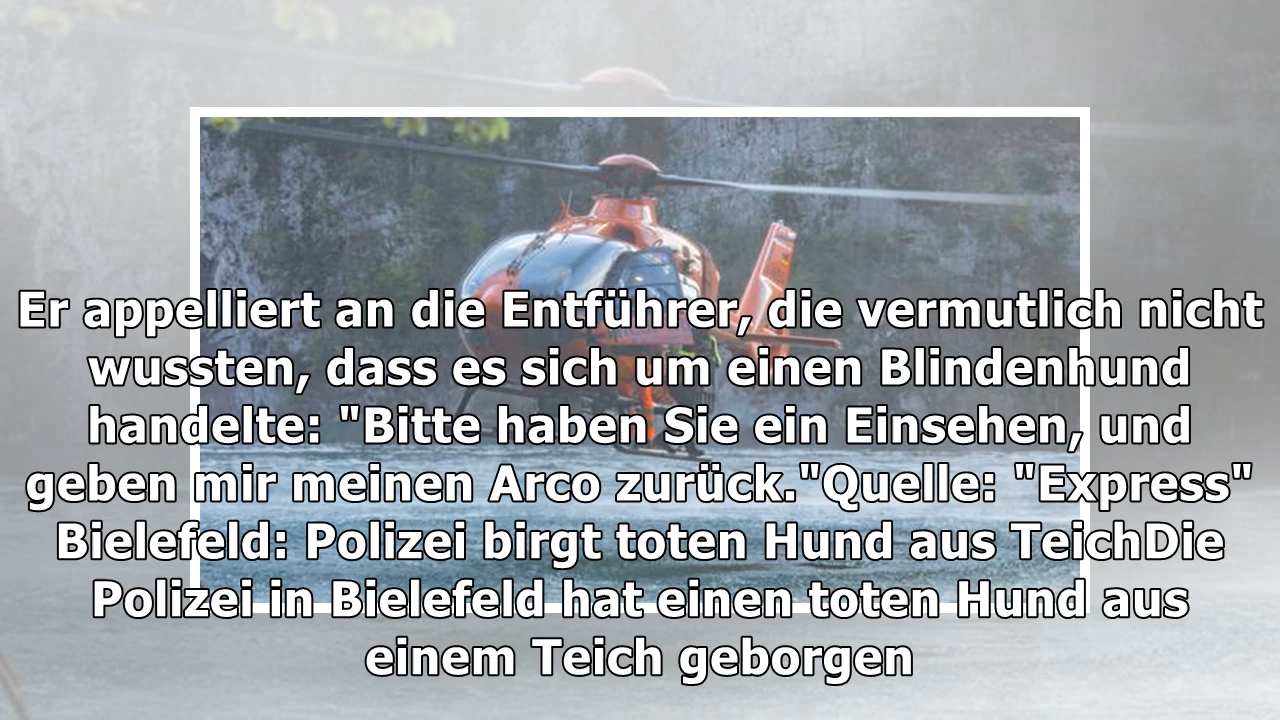 Er appelliert an die Entführer, die vermutlich nicht
wussten, dass es sich um einen Blindenhund
handelte: "Bitte haben Sie ein Einsehen, und
geben mir meinen Arco zurück."Quelle: "Express"
Bielefeld: Polizei birgt toten Hund aus TeichDie
Polizei in Bielefeld hat einen toten Hund aus
einem Teich geborgen